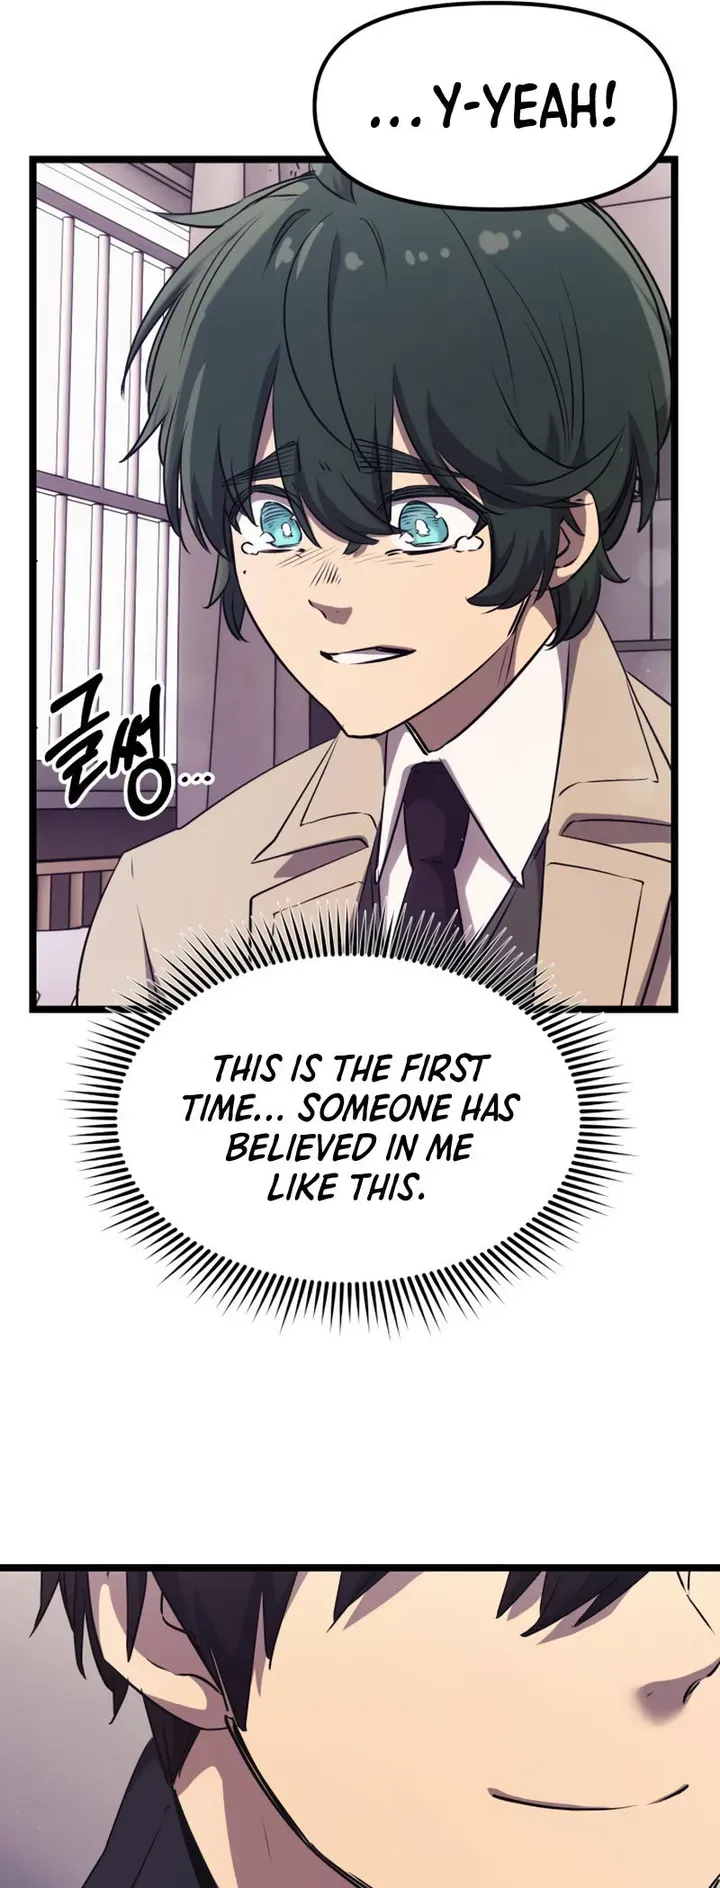 ...Y-YEAH!
글썽...
THIS IS THE FIRST
TIME... SOMEONE HAS
BELIEVED IN ME
LIKE THIS.